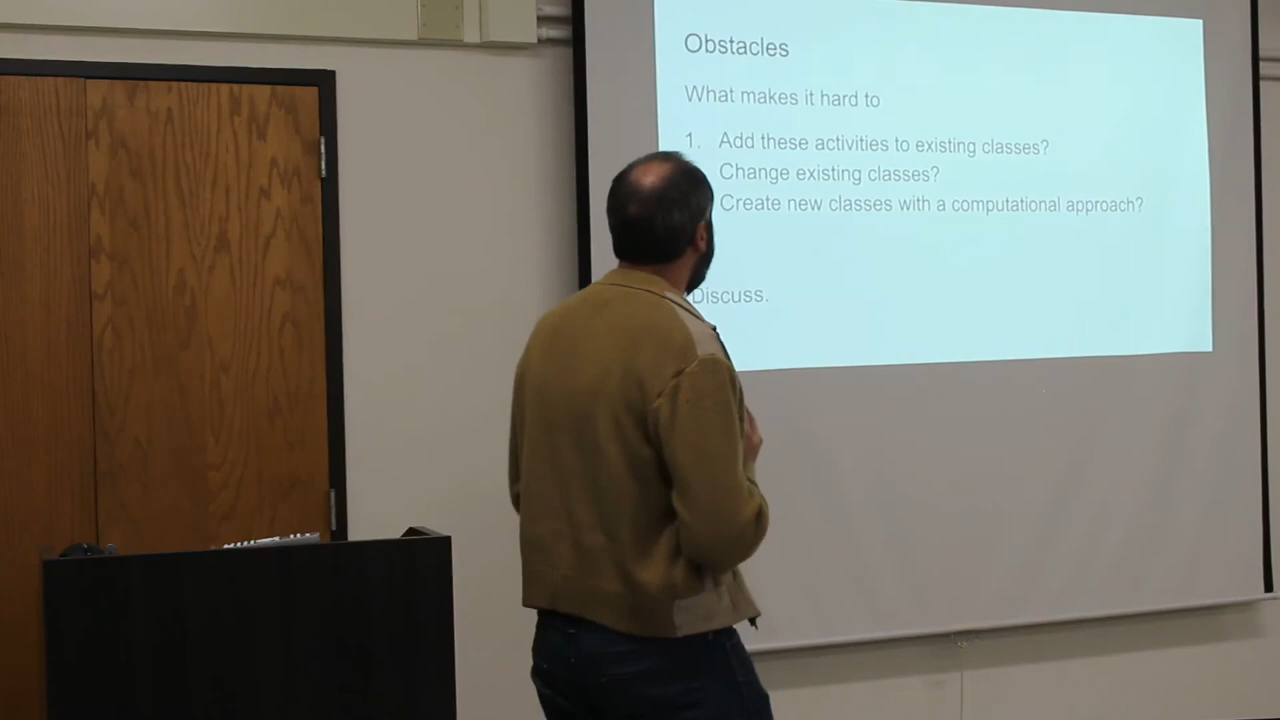 Obstacles
What makes it hard to
1. Add these activities to existing classes?
Change existing classes?
Create new classes with a computational approach?
Discuss.